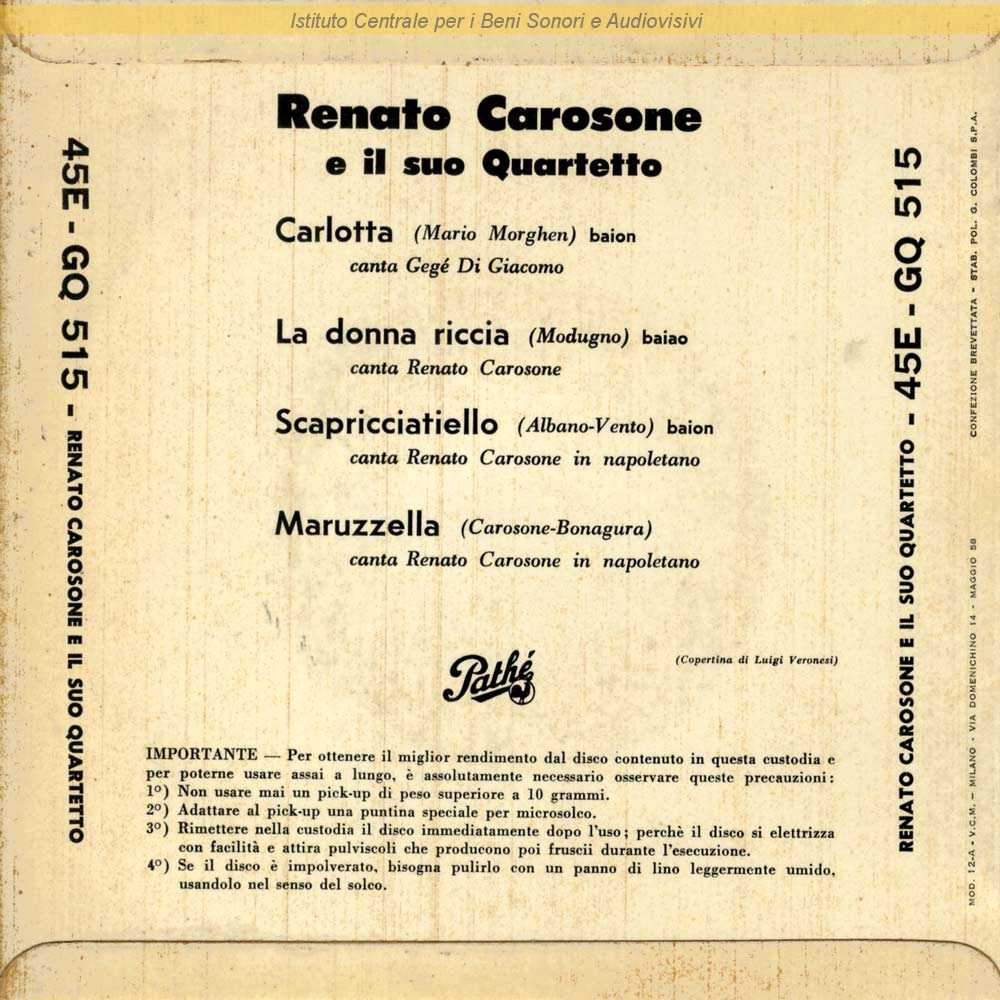 Istituto Centrale per i Beni Sonori e Audiovisivi
Renato Carosone
e il suo Quartetto
Carlotta (Mario Morghen) baion
canta Gegé Di Giacomo
La donna riccia (Modugno) baiao
canta Renato Carosone
Scapricciatiello (Albano-Vento) baion
canta Renato Carosone in napoletano
Maruzzella (Carosone-Bonagura)
canta Renato Carosone in napoletano
Pathé
(Copertina di Luigi Veronesi)
IMPORTANTE — Per ottenere il miglior rendimento dal disco contenuto in questa custodia e
per poterne usare assai a lungo, è assolutamente necessario osservare queste precauzioni:
1°) Non usare mai un pick-up di peso superiore a 10 grammi.
2°) Adattare al pick-up una puntina speciale per microsolco.
3°) Rimettere nella custodia il disco immediatamente dopo l'uso; perchè il disco si elettrizza
con facilità e attira pulviscoli che producono poi fruscii durante l'esecuzione.
4°) Se il disco è impolverato, bisogna pulirlo con un panno di lino leggermente umido,
usandolo nel senso del solco.
45E - GQ 515 - RENATO CAROSONE E IL SUO QUARTETTO
RENATO CAROSONE E IL SUO QUARTETTO - 45E - GQ 515
MOD. 12-A - V.C.M. - MILANO - VIA DOMENICHINO 14 - MAGGIO 58 CONFEZIONE BREVETTATA - STAB. POL. G. COLOMBI S.P.A.